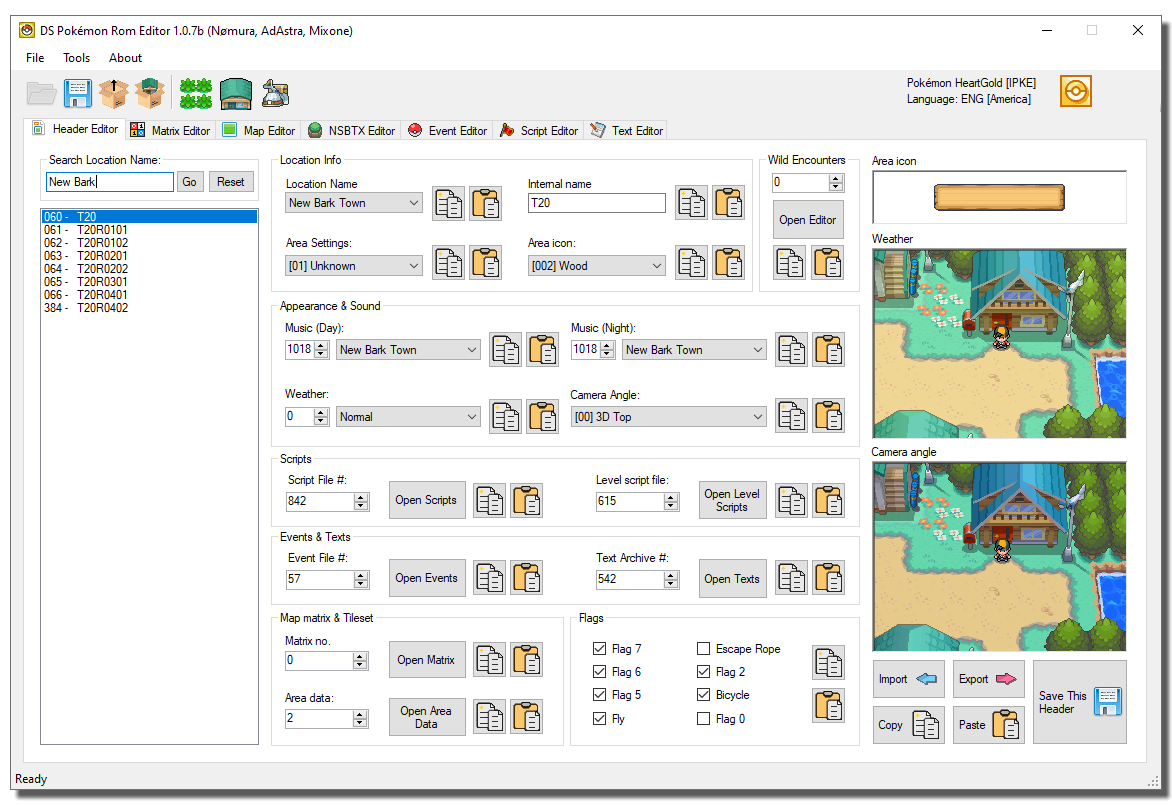 DS Pokémon Rom Editor 1.0.7b (Nømura, AdAstra, Mixone)
File Tools About
Pokémon HeartGold [IPKE]
Language: ENG [America]
Header Editor Matrix Editor Map Editor NSBTX Editor Event Editor Script Editor Text Editor
Search Location Name:
New Bark Go Reset
060 - T20
061 - T20R0101
062 - T20R0102
063 - T20R0201
064 - T20R0202
065 - T20R0301
066 - T20R0401
384 - T20R0402
Location Info
Location Name Internal name
New Bark Town T20
Area Settings: Area icon:
[01] Unknown [002] Wood
Wild Encounters
0
Open Editor
Appearance & Sound
Music (Day): Music (Night):
1018 New Bark Town 1018 New Bark Town
Weather: Camera Angle:
0 Normal [00] 3D Top
Scripts
Script File #: Level script file:
842 Open Scripts 615 Open Level Scripts
Events & Texts
Event File #: Text Archive #:
57 Open Events 542 Open Texts
Map matrix & Tileset
Matrix no.
0 Open Matrix
Area data:
2 Open Area Data
Flags
Flag 7 Escape Rope
Flag 6 Flag 2
Flag 5 Bicycle
Fly Flag 0
Area icon
Weather
Camera angle
Import Export
Copy Paste
Save This
Header
Ready